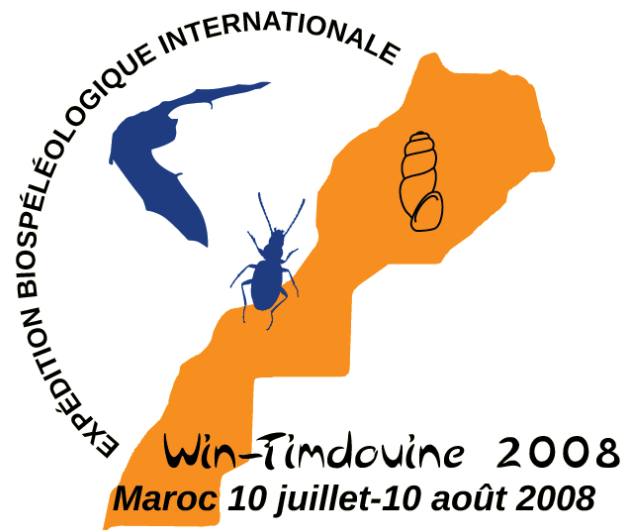 EXPÉDITION BIOSPÉLÉOLOGIQUE INTERNATIONALE
Win-Timdouine 2008
Maroc 10 juillet-10 août 2008